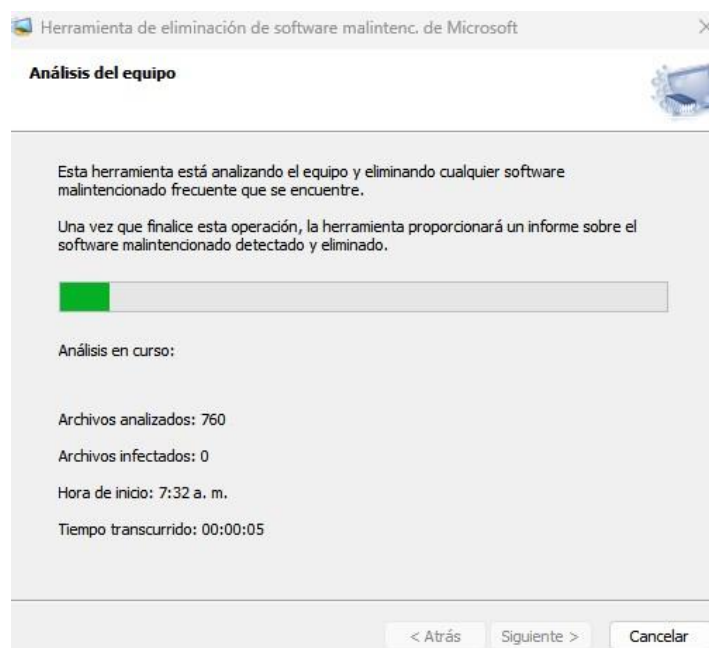 Herramienta de eliminación de software malintenc. de Microsoft
Análisis del equipo
Esta herramienta está analizando el equipo y eliminando cualquier software
malintencionado frecuente que se encuentre.
Una vez que finalice esta operación, la herramienta proporcionará un informe sobre el
software malintencionado detectado y eliminado.
Análisis en curso:
Archivos analizados: 760
Archivos infectados: 0
Hora de inicio: 7:32 a. m.
Tiempo transcurrido: 00:00:05
< Atrás
Siguiente >
Cancelar